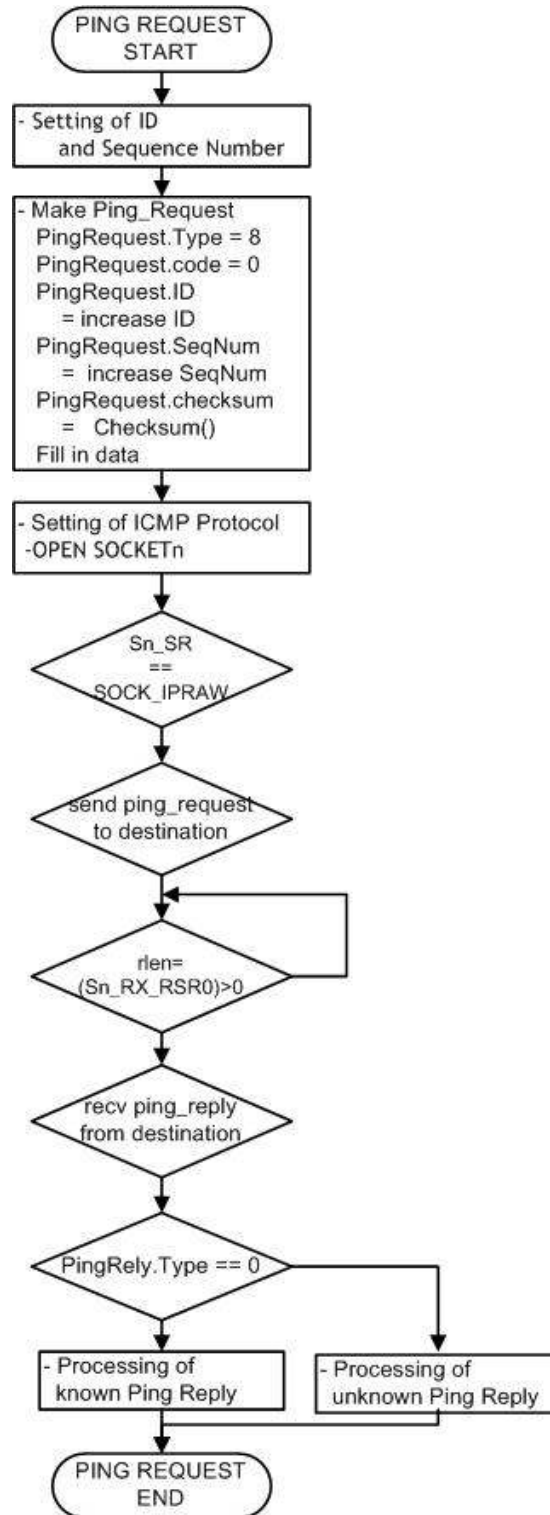 PING REQUEST
START
- Setting of ID
and Sequence Number
- Make Ping_Request
PingRequest.Type = 8
PingRequest.code = 0
PingRequest.ID
= increase ID
PingRequest.SeqNum
= increase SeqNum
PingRequest.checksum
= Checksum()
Fill in data
- Setting of ICMP Protocol
-OPEN SOCKETn
Sn_SR
==
SOCK_IPRAW
send ping_request
to destination
rlen=
(Sn_RX_RSR0)>0
recv ping_reply
from destination
PingRely.Type == 0
- Processing of
known Ping Reply
- Processing of
unknown Ping Reply
PING REQUEST
END